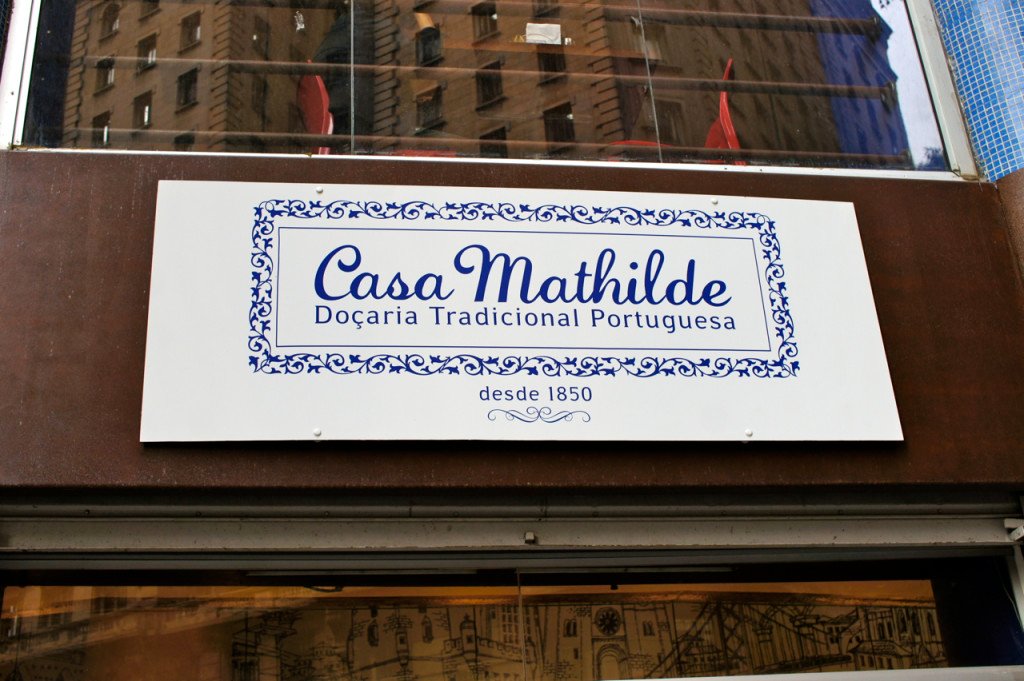 Casa Mathilde
Doçaria Tradicional Portuguesa
desde 1850